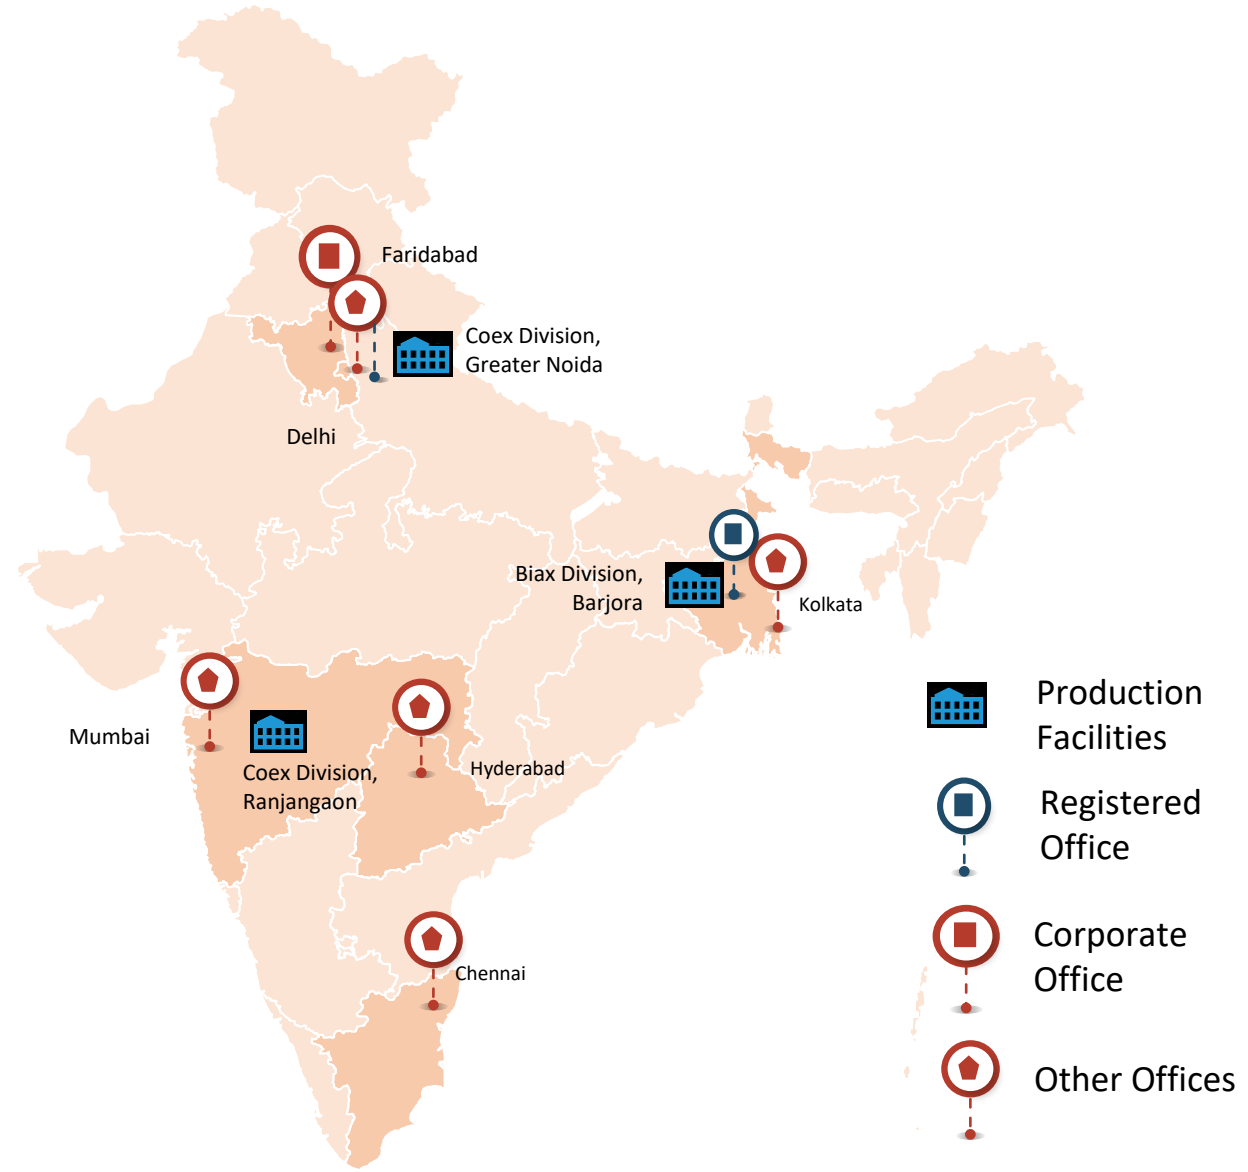 Faridabad
Coex Division,
Greater Noida
Delhi
Biax Division,
Barjora
Kolkata
Mumbai
Coex Division,
Ranjangaon
Hyderabad
Chennai
Production
Facilities
Registered
Office
Corporate
Office
Other Offices